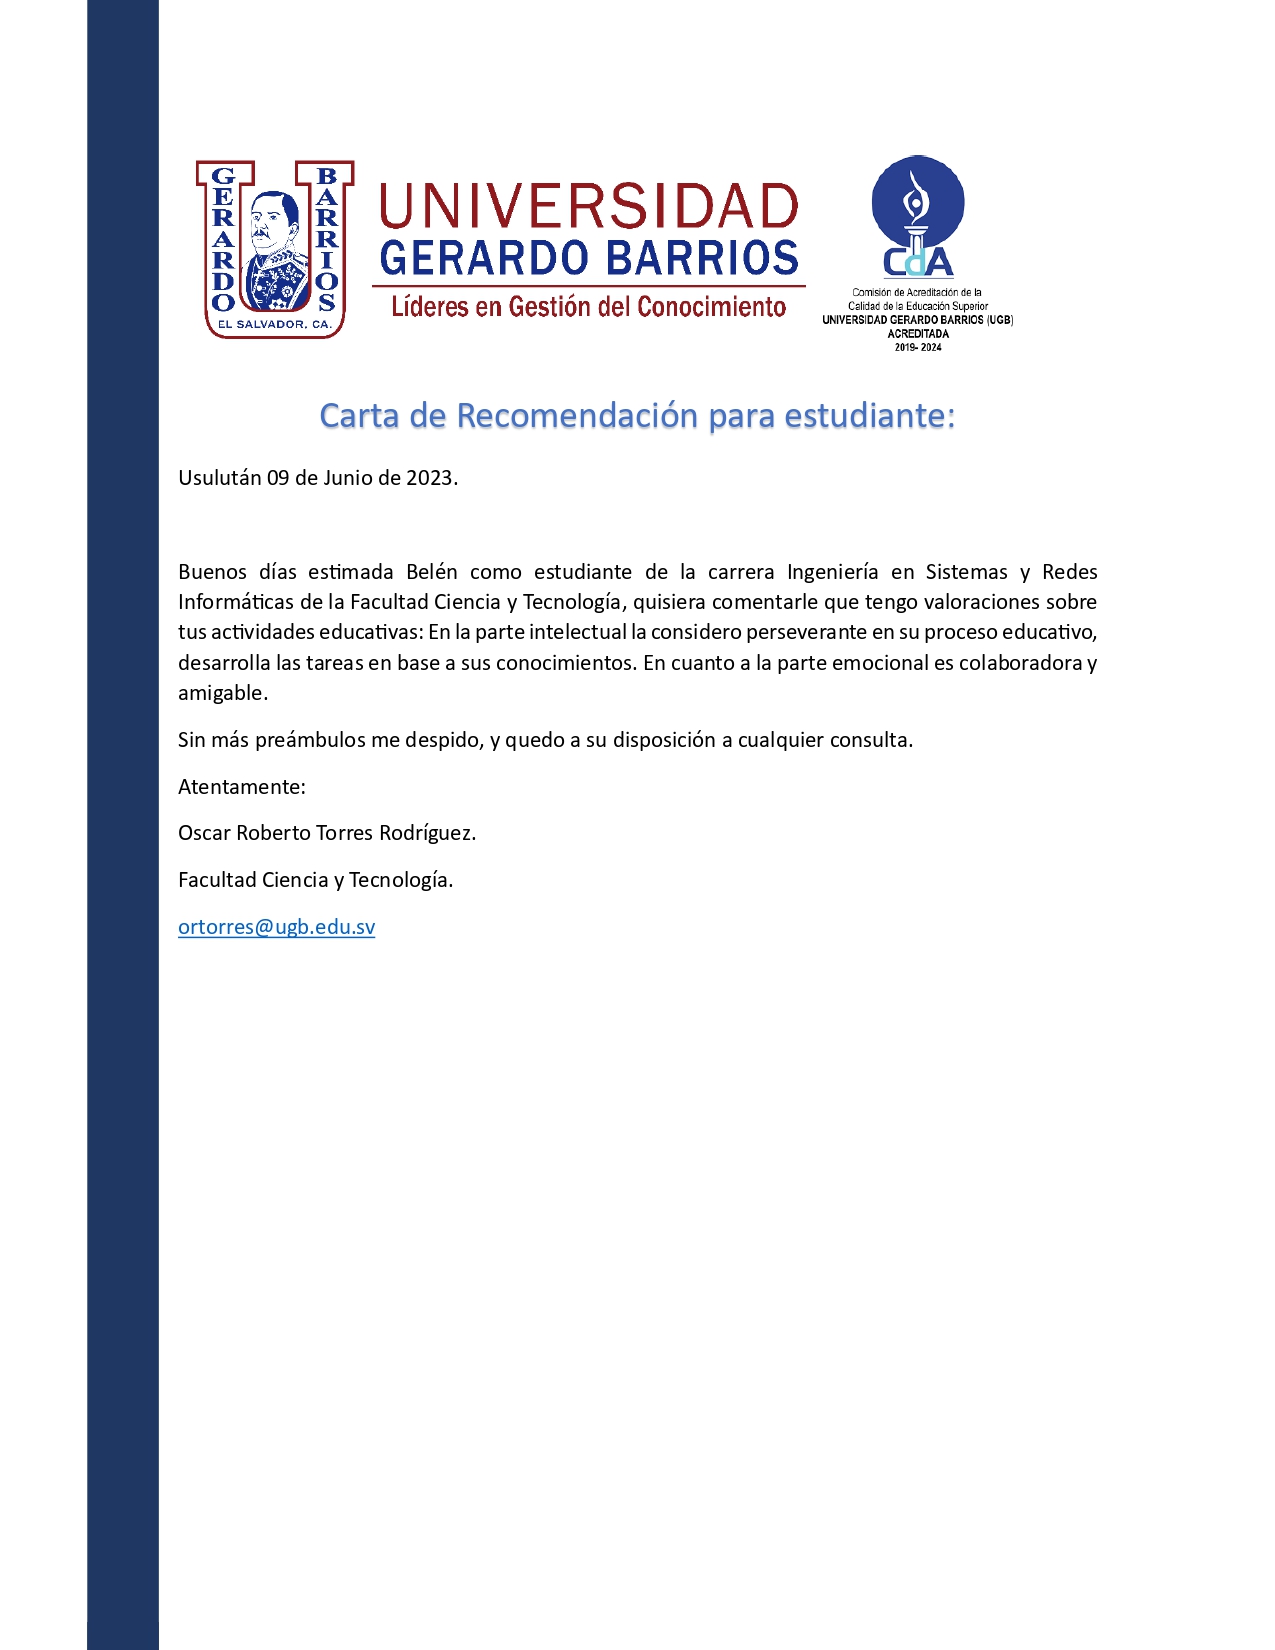 GERARDO
BARRIOS
EL SALVADOR, CA.
UNIVERSIDAD
GERARDO BARRIOS
Líderes en Gestión del Conocimiento
CdA
Comisión de Acreditación de la
Calidad de la Educación Superior
UNIVERSIDAD GERARDO BARRIOS (UGB)
ACREDITADA
2019- 2024
Carta de Recomendación para estudiante:
Usulután 09 de Junio de 2023.
Buenos días estimada Belén como estudiante de la carrera Ingeniería en Sistemas y Redes
Informáticas de la Facultad Ciencia y Tecnología, quisiera comentarle que tengo valoraciones sobre
tus actividades educativas: En la parte intelectual la considero perseverante en su proceso educativo,
desarrolla las tareas en base a sus conocimientos. En cuanto a la parte emocional es colaboradora y
amigable.
Sin más preámbulos me despido, y quedo a su disposición a cualquier consulta.
Atentamente:
Oscar Roberto Torres Rodríguez.
Facultad Ciencia y Tecnología.
ortorres@ugb.edu.sv